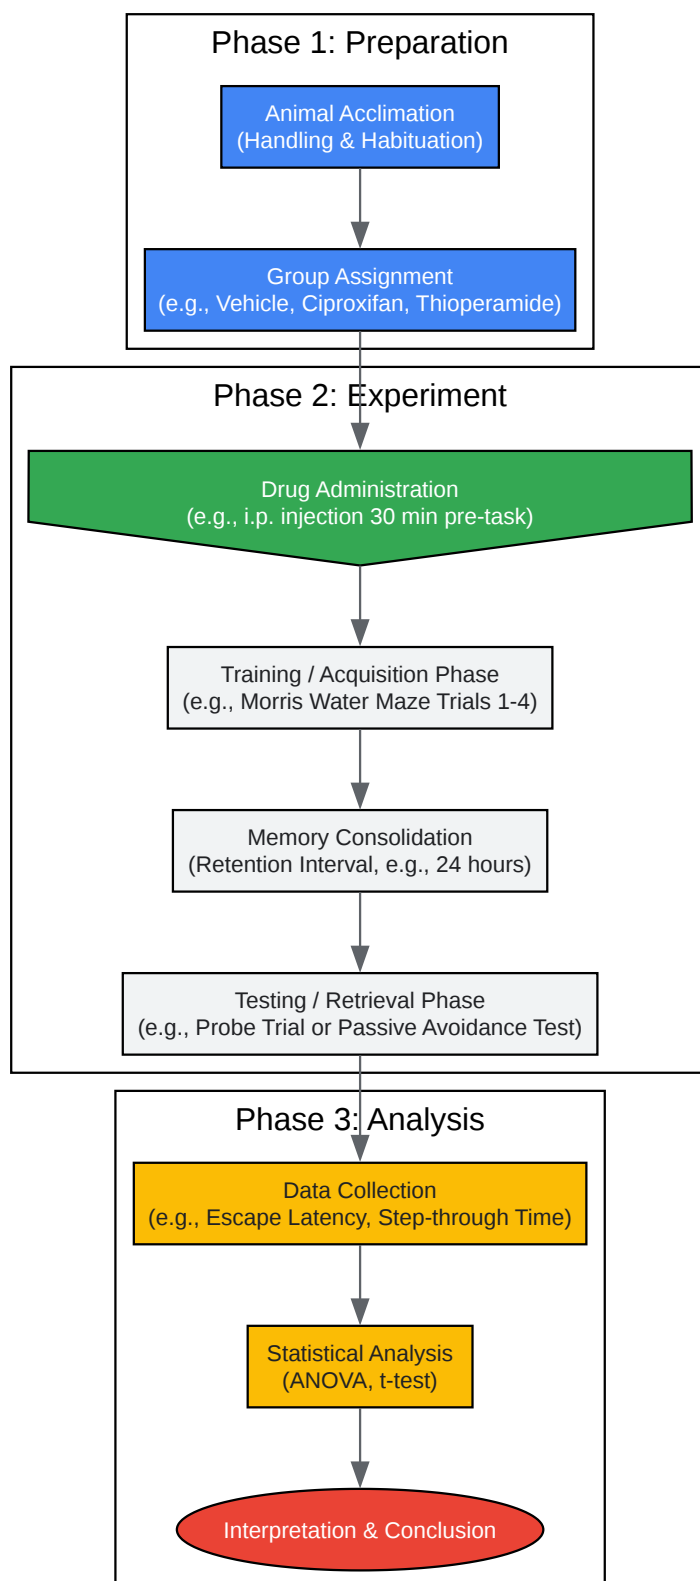 Phase 1: Preparation
Animal Acclimation
(Handling & Habituation)
Group Assignment
(e.g., Vehicle, Ciproxifan, Thioperamide)
Phase 2: Experiment
Drug Administration
(e.g., i.p. injection 30 min pre-task)
Training / Acquisition Phase
(e.g., Morris Water Maze Trials 1-4)
Memory Consolidation
(Retention Interval, e.g., 24 hours)
Testing / Retrieval Phase
(e.g., Probe Trial or Passive Avoidance Test)
Phase 3: Analysis
Data Collection
(e.g., Escape Latency, Step-through Time)
Statistical Analysis
(ANOVA, t-test)
Interpretation & Conclusion